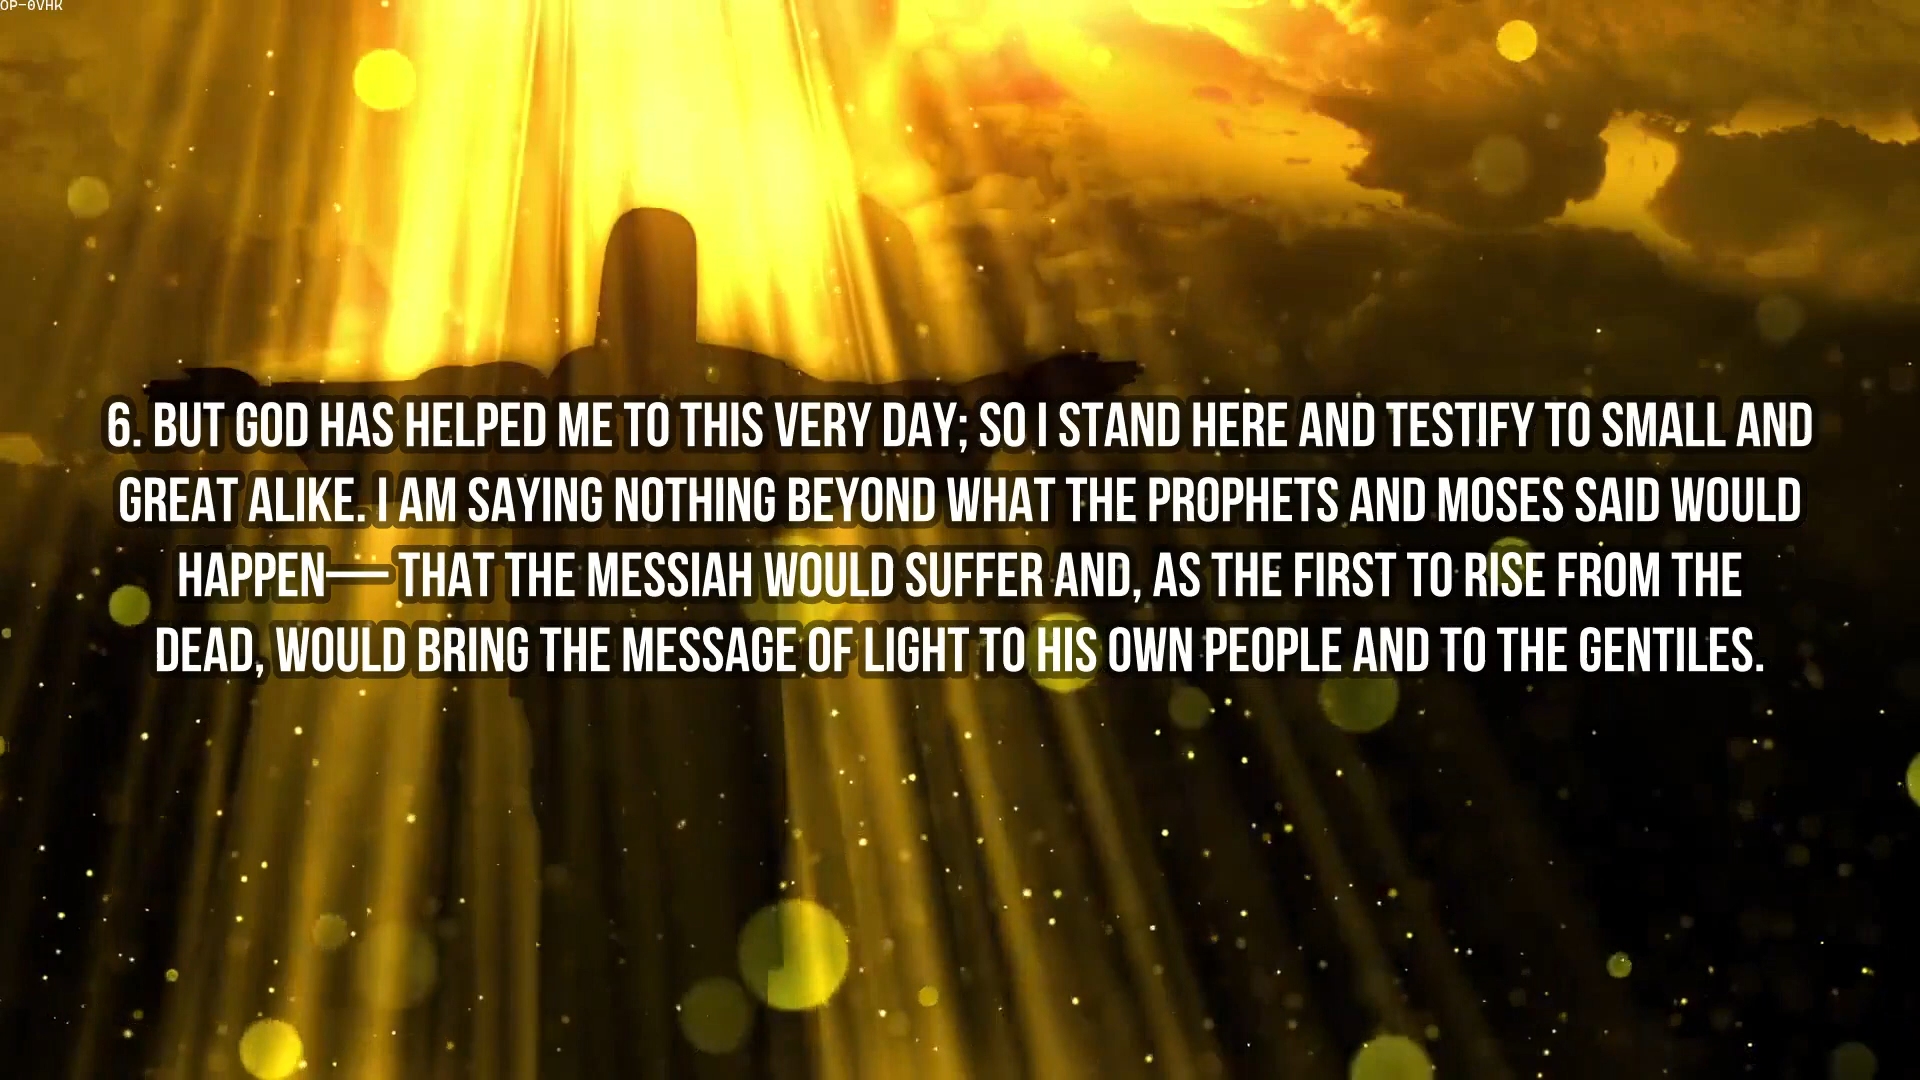 OP-0VHK
6. BUT GOD HAS HELPED ME TO THIS VERY DAY; SO I STAND HERE AND TESTIFY TO SMALL AND
GREAT ALIKE. I AM SAYING NOTHING BEYOND WHAT THE PROPHETS AND MOSES SAID WOULD
HAPPEN— THAT THE MESSIAH WOULD SUFFER AND, AS THE FIRST TO RISE FROM THE
DEAD, WOULD BRING THE MESSAGE OF LIGHT TO HIS OWN PEOPLE AND TO THE GENTILES.